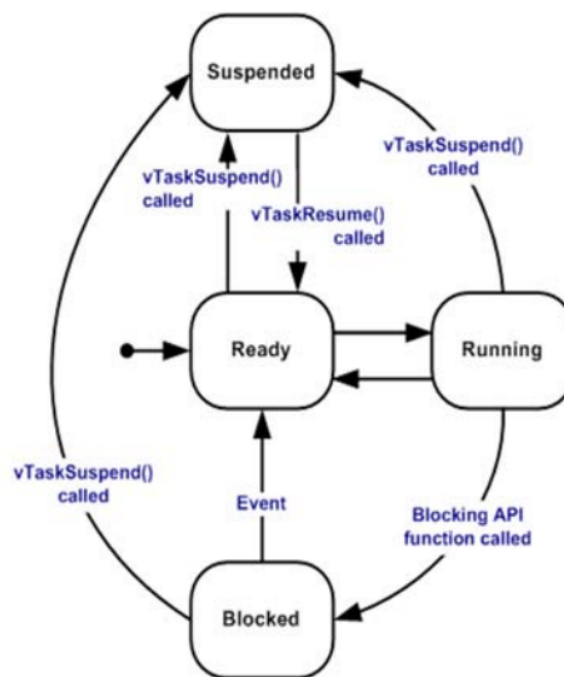 Suspended
vTaskSuspend()
called
vTaskSuspend()
called
vTaskResume()
called
Ready
Running
vTaskSuspend()
called
Event
Blocking API
function called
Blocked